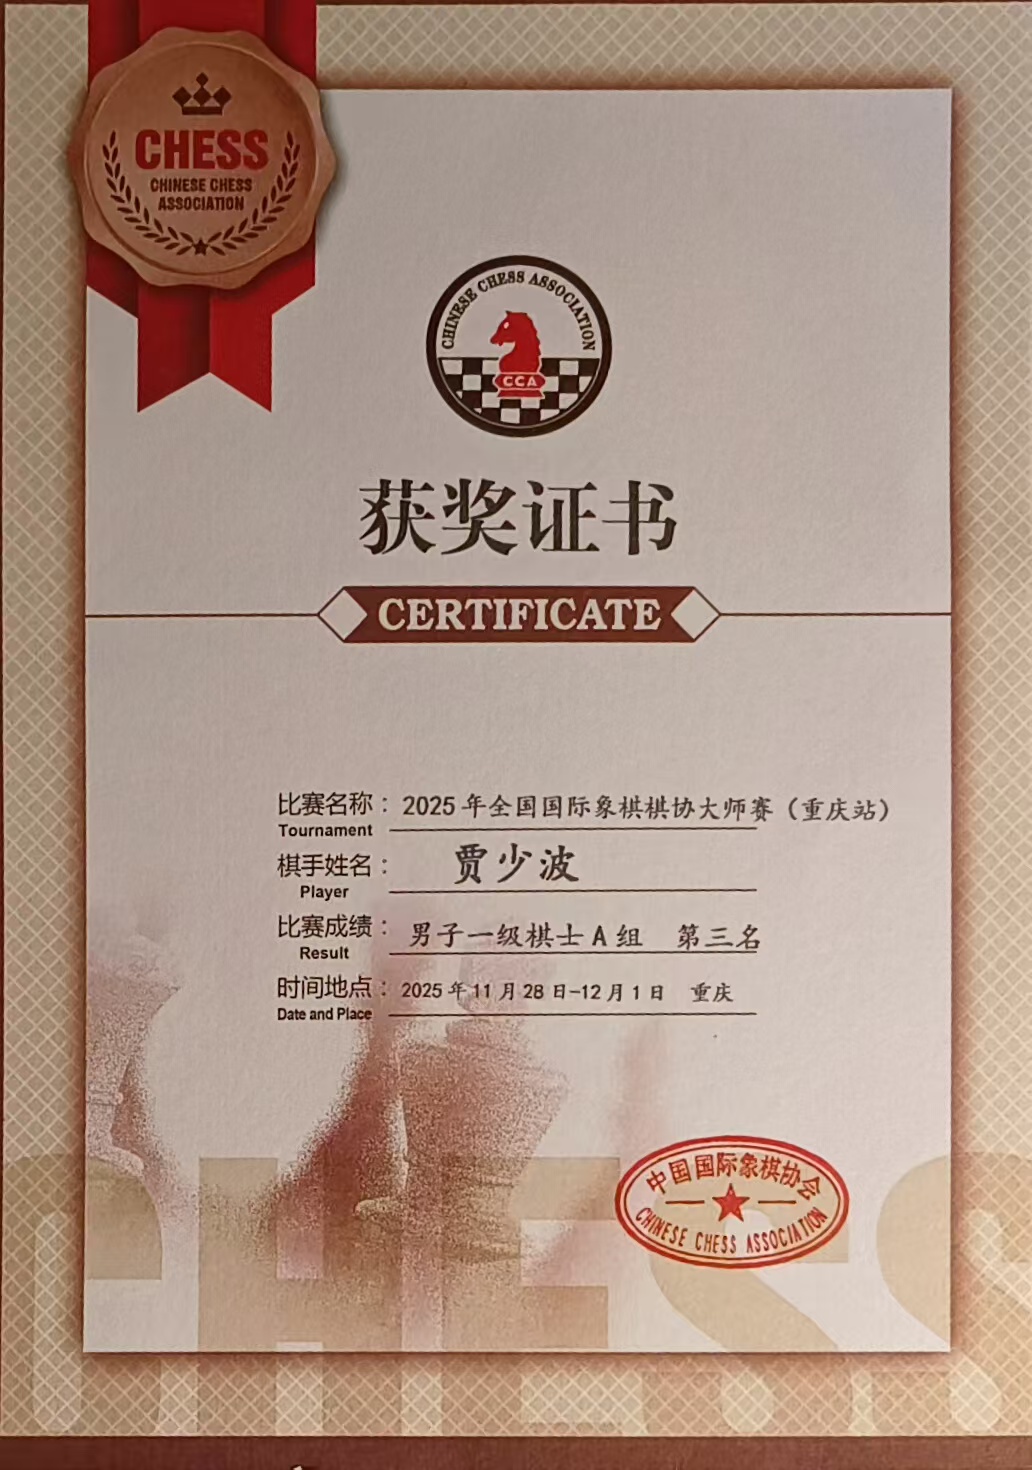 CHESS
CHINESE CHESS
ASSOCIATION
CHINESE CHESS ASSOCIATION
CCA
获奖证书
CERTIFICATE
比赛名称： 2025年全国国际象棋棋协大师赛（重庆站）
Tournament
棋手姓名： 贾少波
Player
比赛成绩： 男子一级棋士A组 第三名
Result
时间地点： 2025年11月28日-12月1日 重庆
Date and Place
中国国际象棋协会
CHINESE CHESS ASSOCIATION
CHESS